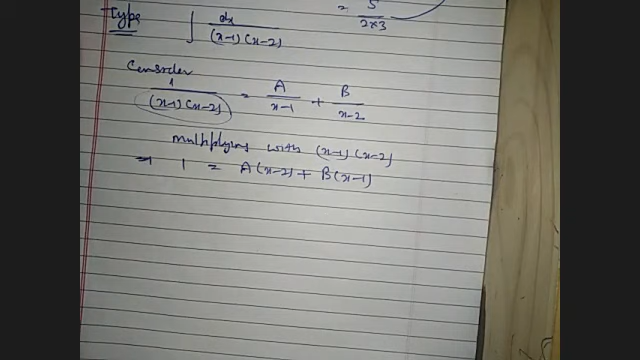 Type ∫ dx / (x-1)(x-2)
= 5 / 2×3
Consider
1 / (x-1)(x-2) = A / x-1 + B / x-2
multiplying with (x-1)(x-2)
⇒ 1 = A(x-2) + B(x-1)